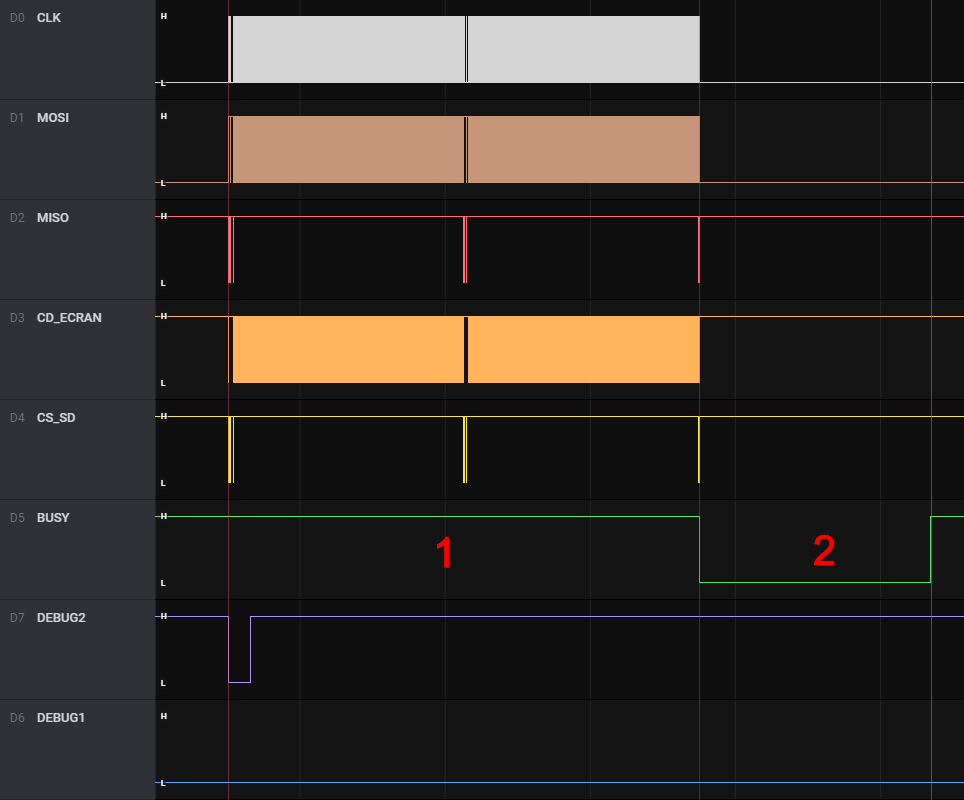 D0 CLK H
L
D1 MOSI H
L
D2 MISO H
L
D3 CD_ECRAN H
L
D4 CS_SD H
L
D5 BUSY H
1 2
L
D7 DEBUG2 H
L
D6 DEBUG1 H
L